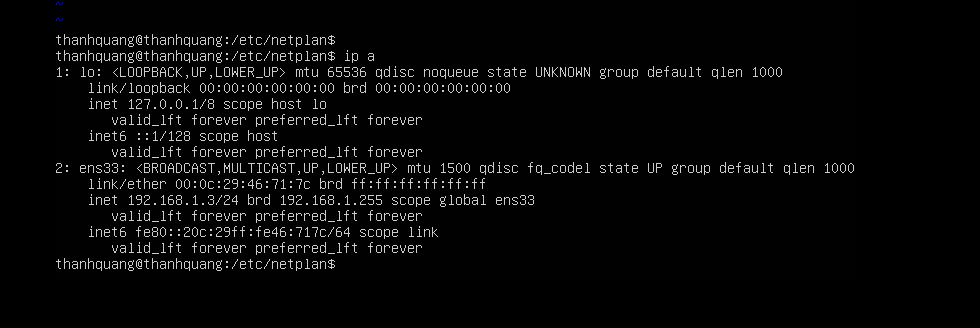 ~
~
thanhquang@thanhquang:/etc/netplan$
thanhquang@thanhquang:/etc/netplan$ ip a
1: lo: <LOOPBACK,UP,LOWER_UP> mtu 65536 qdisc noqueue state UNKNOWN group default qlen 1000
    link/loopback 00:00:00:00:00:00 brd 00:00:00:00:00:00
    inet 127.0.0.1/8 scope host lo
       valid_lft forever preferred_lft forever
    inet6 ::1/128 scope host
       valid_lft forever preferred_lft forever
2: ens33: <BROADCAST,MULTICAST,UP,LOWER_UP> mtu 1500 qdisc fq_codel state UP group default qlen 1000
    link/ether 00:0c:29:46:71:7c brd ff:ff:ff:ff:ff:ff
    inet 192.168.1.3/24 brd 192.168.1.255 scope global ens33
       valid_lft forever preferred_lft forever
    inet6 fe80::20c:29ff:fe46:717c/64 scope link
       valid_lft forever preferred_lft forever
thanhquang@thanhquang:/etc/netplan$